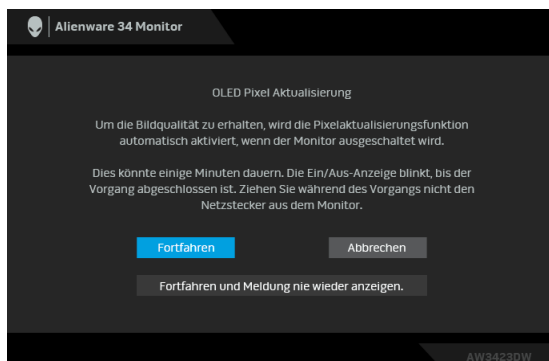 Alienware 34 Monitor
OLED Pixel Aktualisierung
Um die Bildqualität zu erhalten, wird die Pixelaktualisierungsfunktion
automatisch aktiviert, wenn der Monitor ausgeschaltet wird.
Dies könnte einige Minuten dauern. Die Ein/Aus-Anzeige blinkt, bis der
Vorgang abgeschlossen ist. Ziehen Sie während des Vorgangs nicht den
Netzstecker aus dem Monitor.
Fortfahren Abbrechen
Fortfahren und Meldung nie wieder anzeigen.
AW3423DW